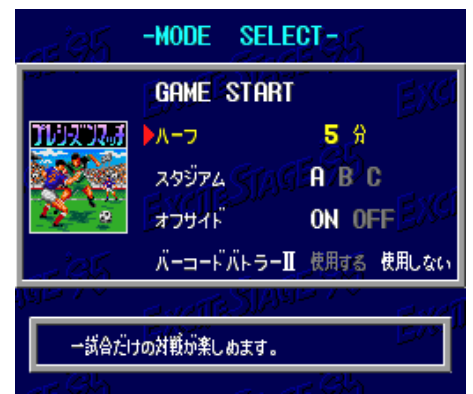 -MODE SELECT-
GAME START
プレシーズンマッチ
ハーフ 5 分
スタジアム A B C
オフサイド ON OFF
バーコードバトラーII 使用する 使用しない
一試合だけの対戦が楽しめます。